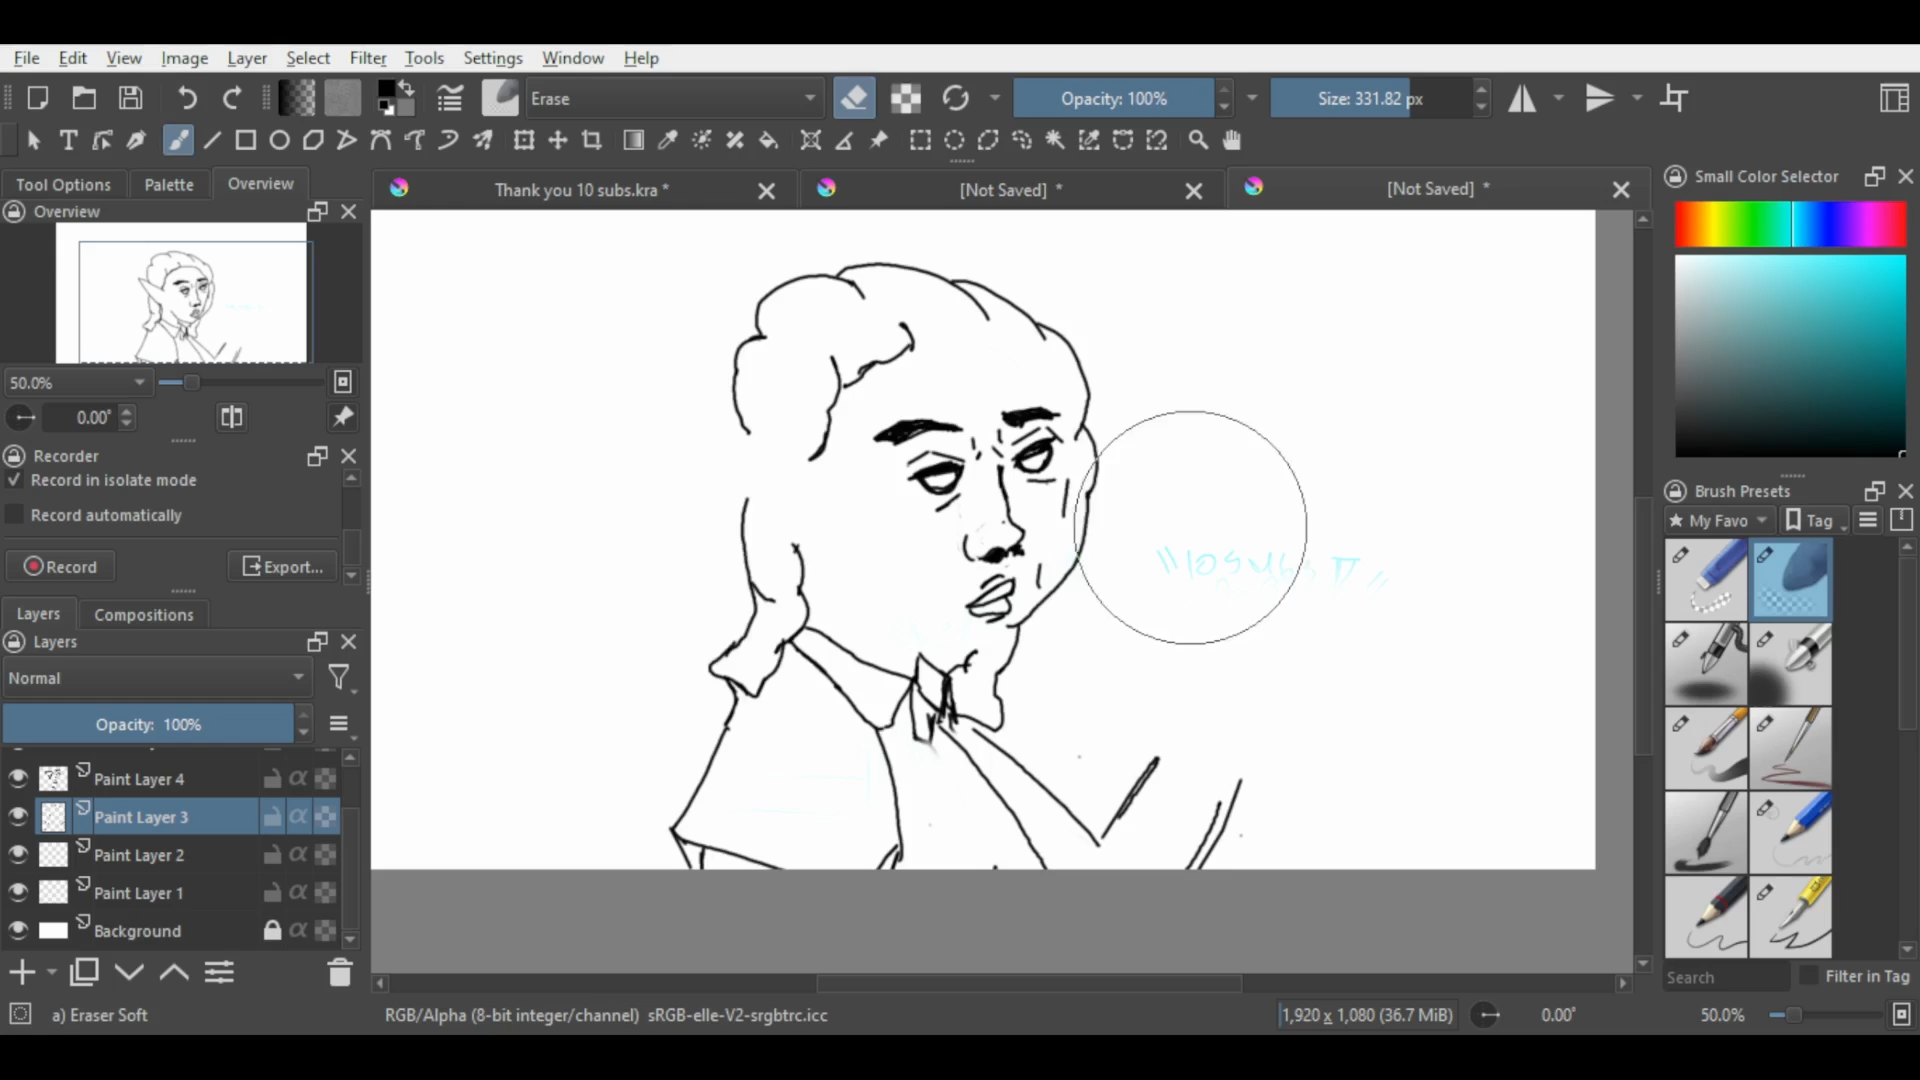 File Edit View Image Layer Select Filter Tools Settings Window Help
Erase Opacity: 100% Size: 331.82 px
Tool Options Palette Overview Thank you 10 subs.kra * [Not Saved] * [Not Saved] * Small Color Selector
Overview
50.0%
0.00°
Recorder
Record in isolate mode
Record automatically
Brush Presets
My Favo Tag
Record Export...
Layers Compositions
Layers
Normal
Opacity: 100%
Paint Layer 4
Paint Layer 3
Paint Layer 2
Paint Layer 1
Background
Search Filter in Tag
a) Eraser Soft RGB/Alpha (8-bit integer/channel) sRGB-elle-V2-srgbtrc.icc 1,920 x 1,080 (36.7 MiB) 0.00° 50.0%